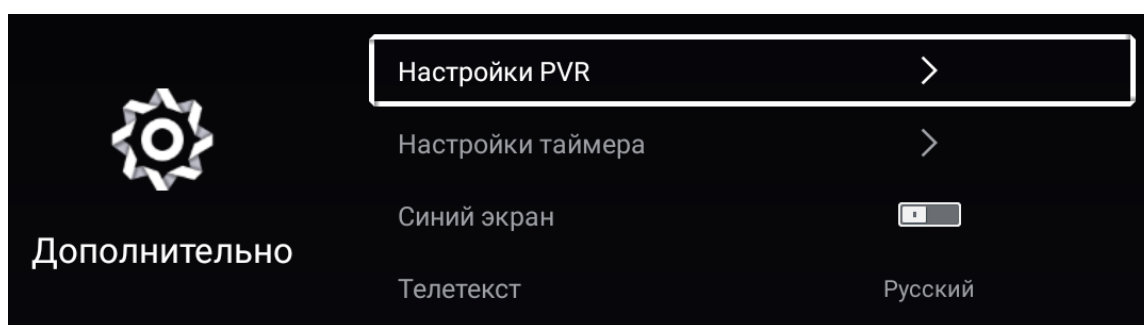 Настройки PVR
Настройки таймера
Синий экран
Дополнительно
Телетекст Русский